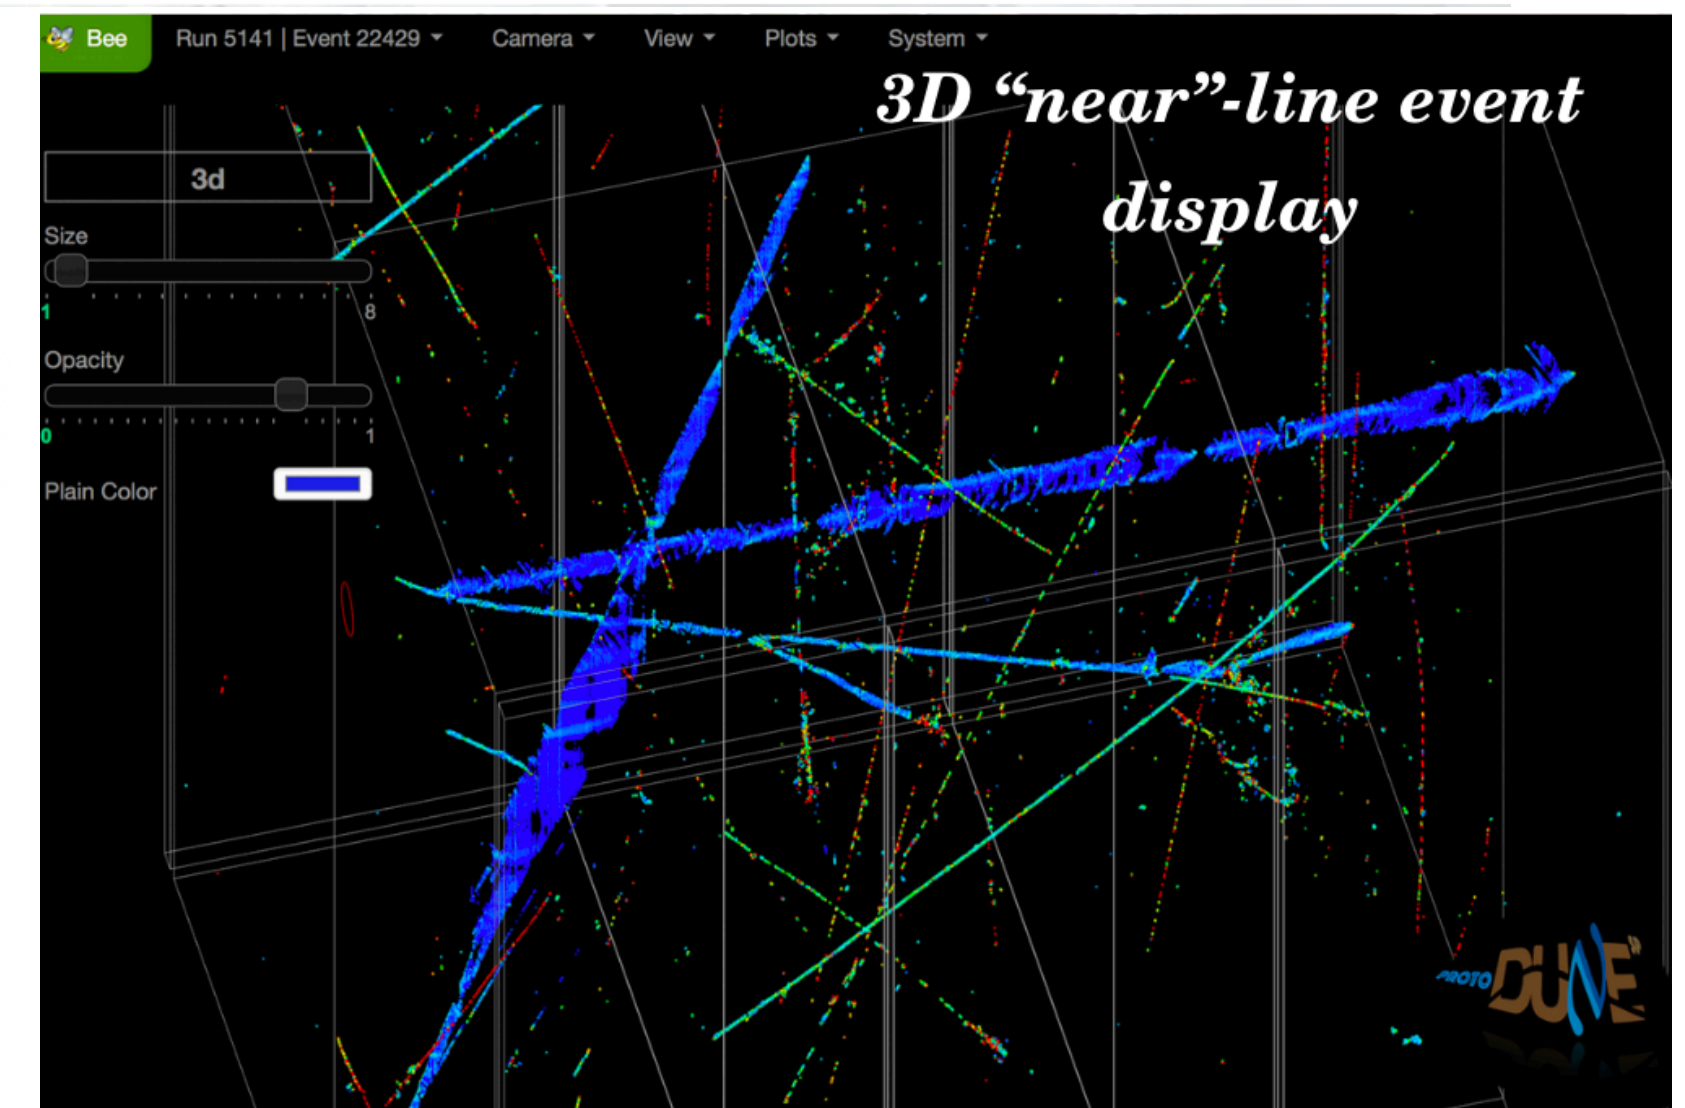 Bee Run 5141 | Event 22429 Camera View Plots System
3D “near”-line event
display
3d
Size
1 8
Opacity
0 1
Plain Color
PROTO DUNE SP